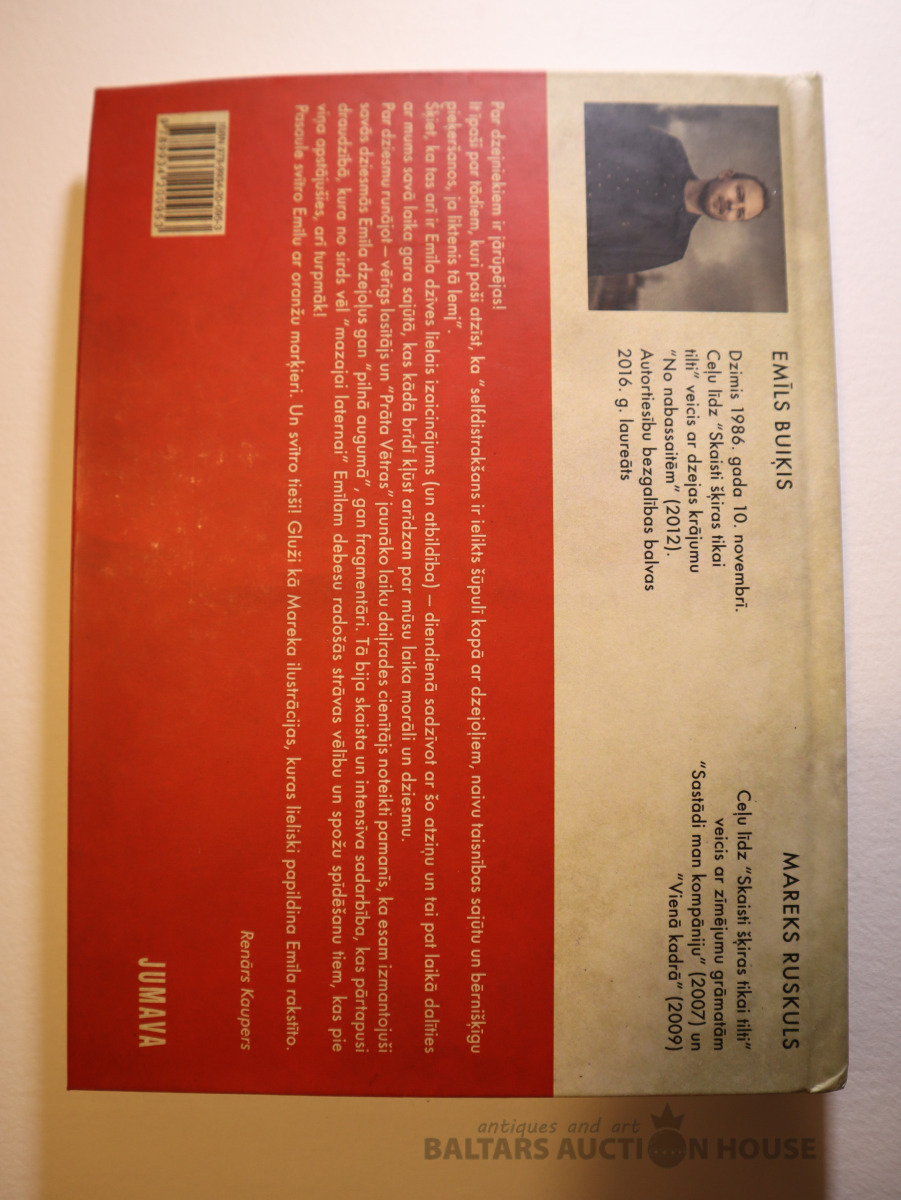 EMĪLS BUIĶIS
Dzimis 1986. gada 10. novembrī.
Ceļu līdz “Skaisti šķiras tikai
tilti” veicis ar dzejas krājumu
“No nabassaitēm” (2012).
Autortiesību bezgalības balvas
2016. g. laureāts
MAREKS RUSKULS
Ceļu līdz “Skaisti šķiras tikai tilti”
veicis ar zīmējumu grāmatām
“Sastādi man kompāniju” (2007) un
“Vienā kadrā” (2009)
Par dzejniekiem ir jārūpējas!
Itīpaši par tādiem, kuri paši atzīst, ka “selfdistrakšans ir ielikts šūpulī kopā ar dzejoļiem, naivu taisnības sajūtu un bērnišķīgu
pieķeršanos, ja liktenis tā lemj”.
Šķiet, ka tas arī ir Emīla dzīves lielais izaicinājums (un atbildība) – diendienā sadzīvot ar šo atziņu un tai pat laikā dalīties
ar mums savā laika gara sajūtā, kas kādā brīdī kļūst arīdzan par mūsu laika morāli un dziesmu.
Par dziesmu runājot – vērīgs lasītājs un “Prāta Vētras” jaunāko laiku daiļrades cienītājs noteikti pamanīs, ka esam izmantojuši
savās dziesmās Emīla dzejoļus gan “pilnā augumā”, gan fragmentāri. Tā bija skaista un intensīva sadarbība, kas pārtapusi
draudzībā, kura no sirds vēl “mazajai laternai” Emīlam debesu radošās strāvas vēlību un spožu spīdēšanu tiem, kas pie
viņa apstājušies, arī turpmāk!
Pasaule svītro Emīlu ar oranžu marķieri. Un svītro tieši! Gluži kā Mareka ilustrācijas, kuras lieliski papildina Emīla rakstīto.
Renārs Kaupers
JUMAVA
antiques and art
BALTARS AUCTION HOUSE